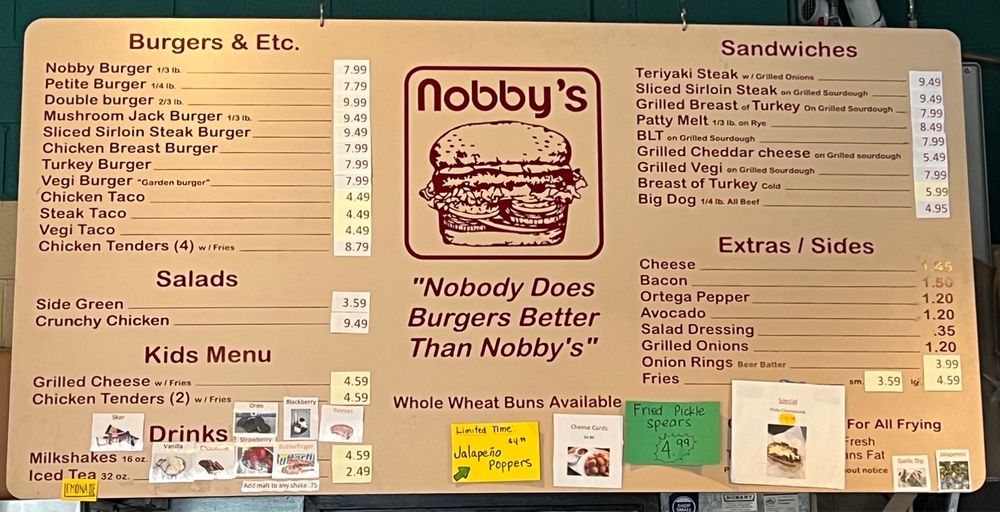 Burgers & Etc.
Nobby Burger 1/3 lb. 7.99
Petite Burger 1/4 lb. 7.79
Double burger 2/3 lb. 9.99
Mushroom Jack Burger 1/3 lb. 9.49
Sliced Sirloin Steak Burger 9.49
Chicken Breast Burger 7.99
Turkey Burger 7.99
Vegi Burger "Garden burger" 7.99
Chicken Taco 4.49
Steak Taco 4.49
Vegi Taco 4.49
Chicken Tenders (4) w / Fries 8.79
Salads
Side Green 3.59
Crunchy Chicken 9.49
Kids Menu
Grilled Cheese w / Fries 4.59
Chicken Tenders (2) w / Fries 4.59
Skor
Oreo
Blackberry
Reeses
Drinks
Vanilla
Strawberry
Butterfinger
Milkshakes 16 oz. 4.59
Iced Tea 32 oz. 2.49
LEMONADE
Add malt to any shake .75
nobby's
"Nobody Does
Burgers Better
Than Nobby's"
Whole Wheat Buns Available
Limited Time:
Jalapeño
Poppers
Cheese Curds
$4.99
Fried Pickle
spears
4.99
Special
Philly Cheesesteak
Sandwiches
Teriyaki Steak w / Grilled Onions 9.49
Sliced Sirloin Steak on Grilled Sourdough 9.49
Grilled Breast of Turkey On Grilled Sourdough 7.99
Patty Melt 1/3 lb. on Rye 8.49
BLT on Grilled Sourdough 7.99
Grilled Cheddar cheese on Grilled sourdough 5.49
Grilled Vegi on Grilled Sourdough 7.99
Breast of Turkey Cold 5.99
Big Dog 1/4 lb. All Beef 4.95
Extras / Sides
Cheese
Bacon
Ortega Pepper 1.20
Avocado 1.20
Salad Dressing .35
Grilled Onions 1.20
Onion Rings Beer Batter 3.99
Fries sm. 3.59 lg. 4.59
For All Frying
Fresh
ans Fat
out notice
Garlic Dip
Jalapenos
SHOP
SMALL
HOBART